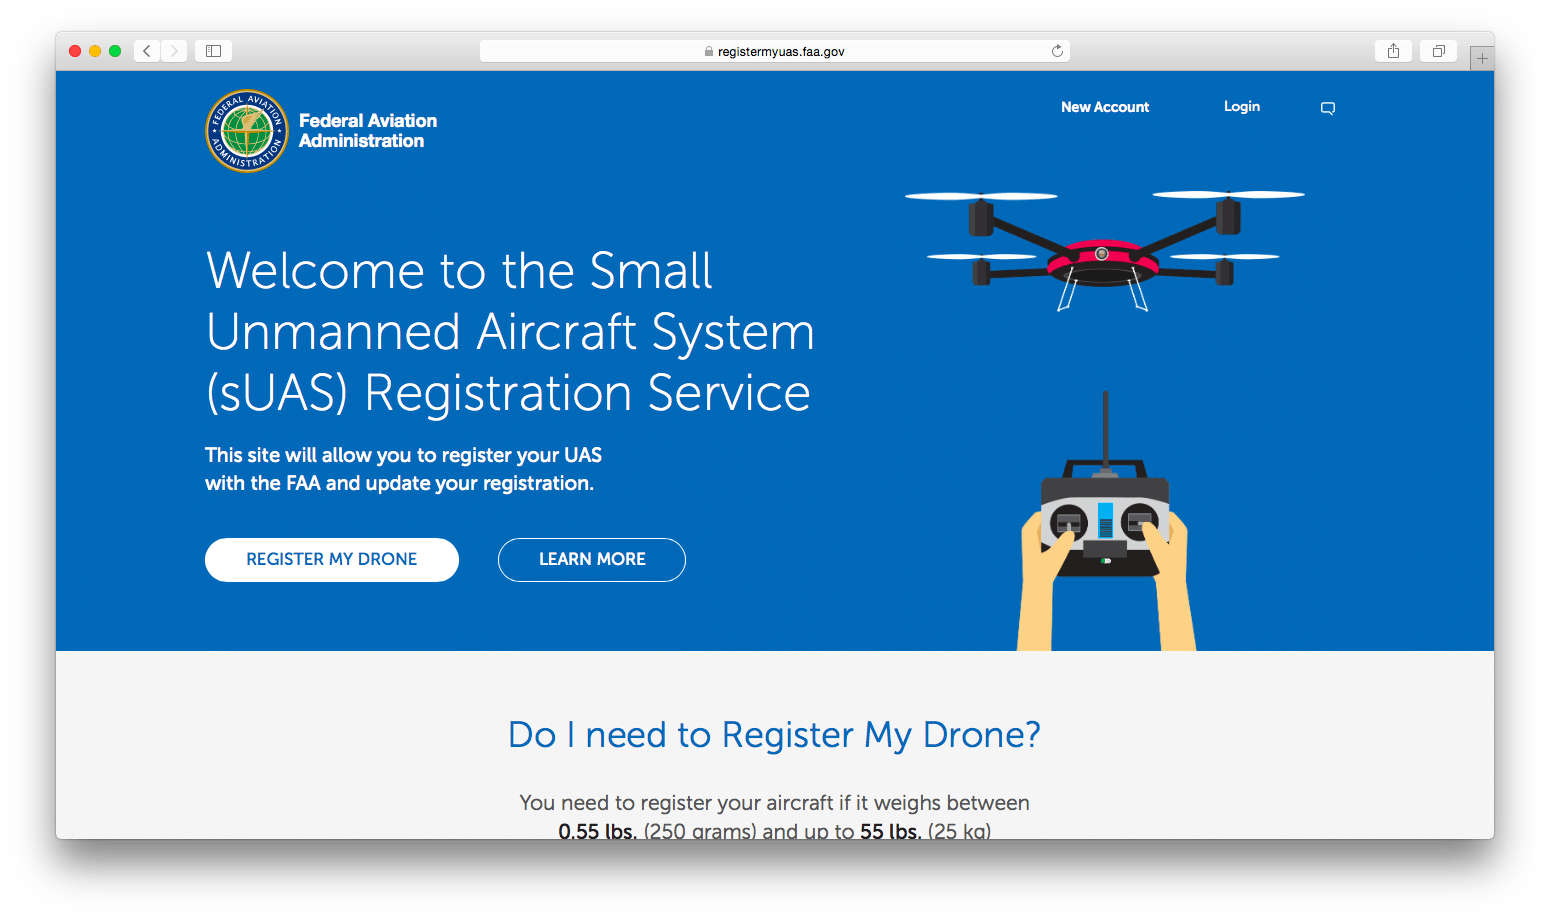 registermyuas.faa.gov
FEDERAL AVIATION
ADMINISTRATION
Federal Aviation
Administration
New Account
Login
Welcome to the Small
Unmanned Aircraft System
(sUAS) Registration Service
This site will allow you to register your UAS
with the FAA and update your registration.
REGISTER MY DRONE
LEARN MORE
Do I need to Register My Drone?
You need to register your aircraft if it weighs between
0.55 lbs. (250 grams) and up to 55 lbs. (25 kg)